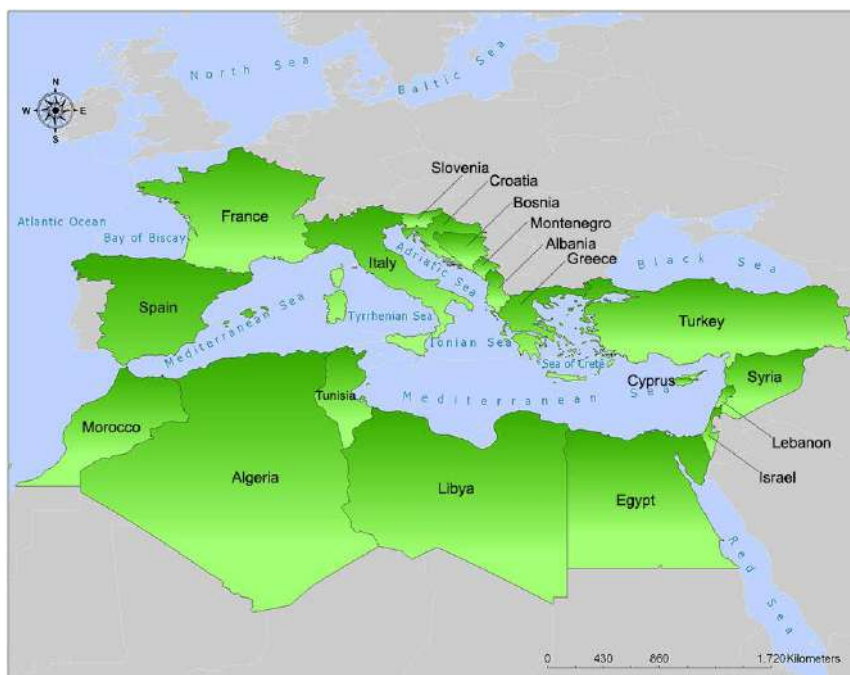 North Sea
Baltic Sea
N
W E
S
Slovenia
Croatia
Bosnia
Montenegro
Albania
Greece
France
Atlantic Ocean
Bay of Biscay
Italy
Adriatic Sea
Black Sea
Spain
Mediterranean Sea
Tyrrhenian Sea
Ionian Sea
Sea of Crete
Turkey
Cyprus
Syria
Tunisia
Mediterranean Sea
Morocco
Lebanon
Israel
Algeria
Libya
Egypt
Red Sea
0 430 860 1.720 Kilometers